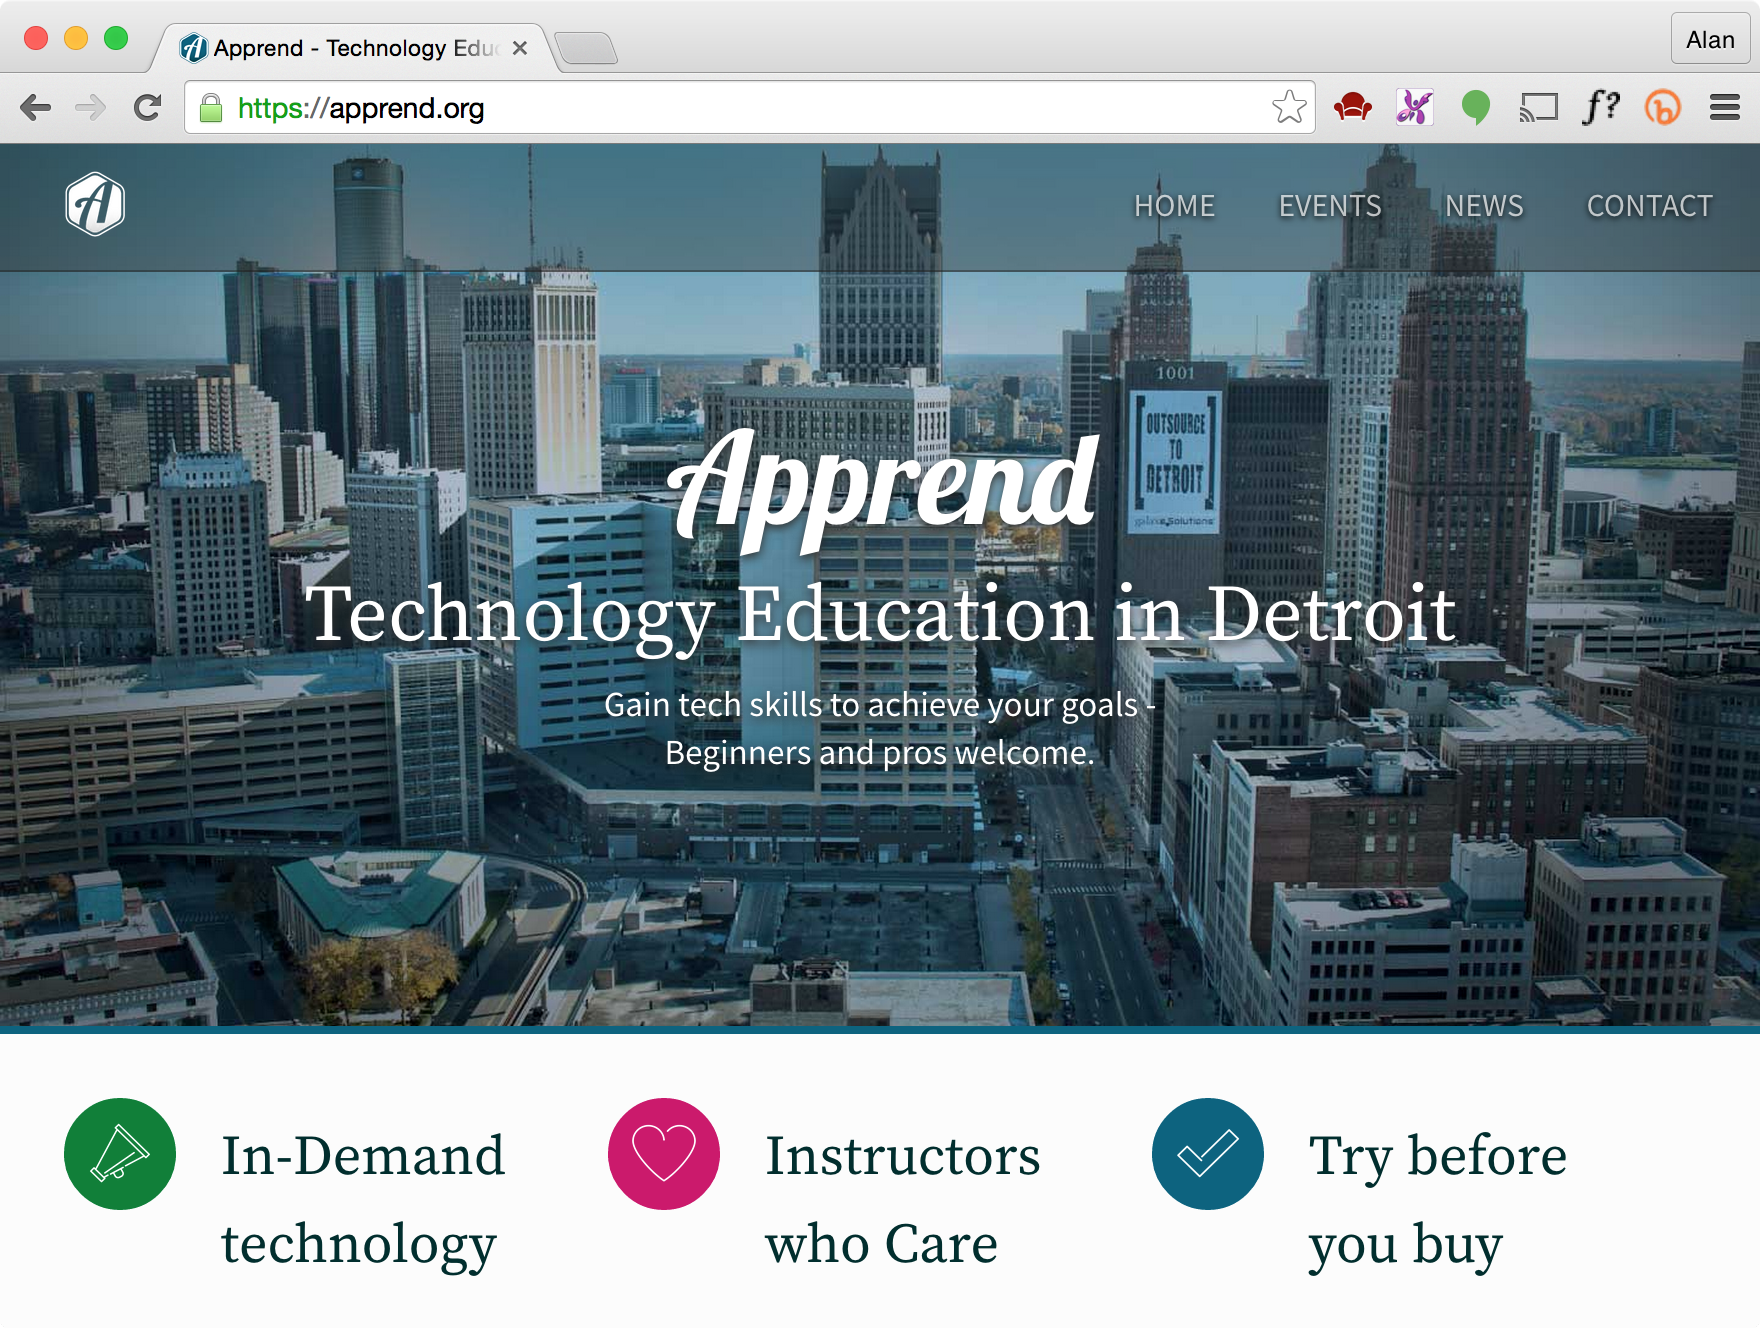 Apprend - Technology Edu
Alan
https://apprend.org
f?
b
A
HOME EVENTS NEWS CONTACT
1001
OUTSOURCE
TO
DETROIT
galaxeSolutions
Apprend
Technology Education in Detroit
Gain tech skills to achieve your goals -
Beginners and pros welcome.
In-Demand
technology
Instructors
who Care
Try before
you buy